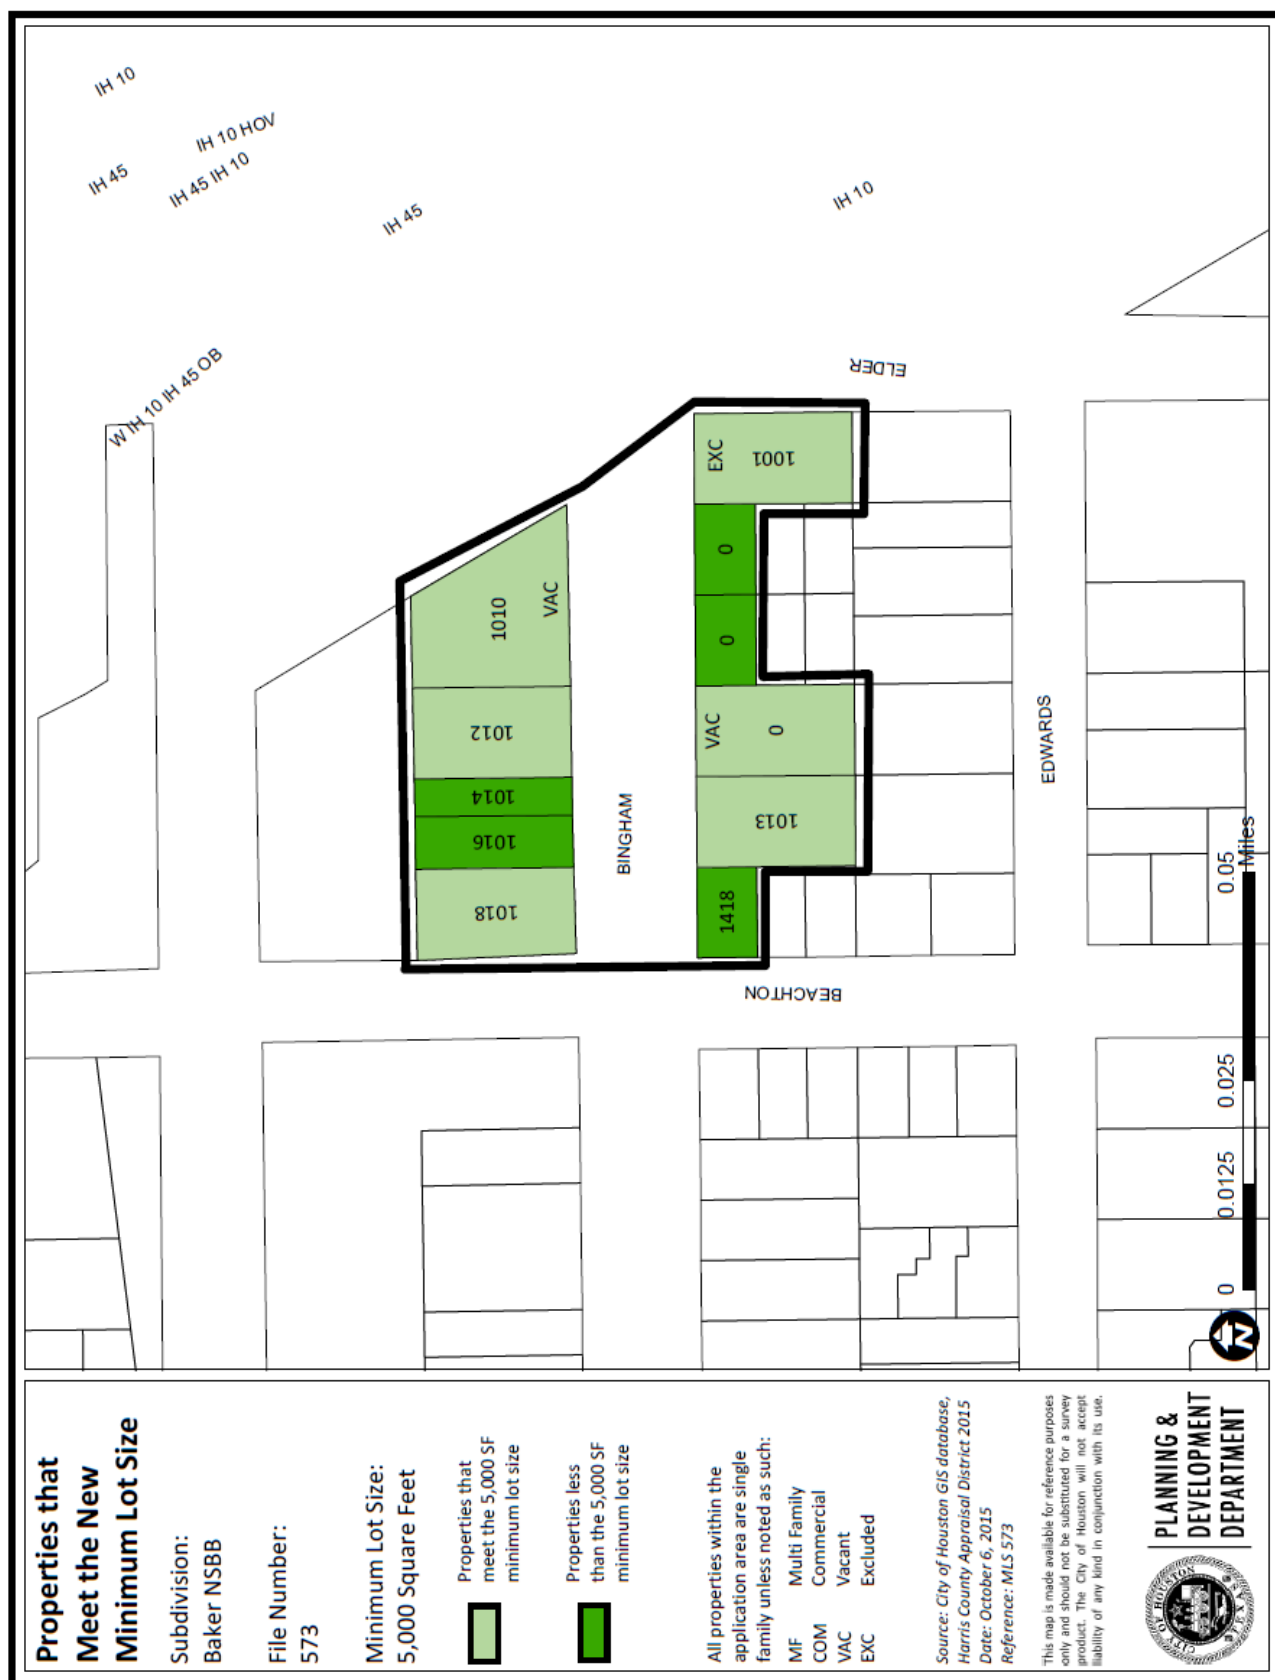 Properties that
Meet the New
Minimum Lot Size
Subdivision:
Baker NSBB
File Number:
573
Minimum Lot Size:
5,000 Square Feet
Properties that
meet the 5,000 SF
minimum lot size
Properties less
than the 5,000 SF
minimum lot size
All properties within the
application area are single
family unless noted as such:
MF Multi Family
COM Commercial
VAC Vacant
EXC Excluded
Source: City of Houston GIS database,
Harris County Appraisal District 2015
Date: October 6, 2015
Reference: MLS 573
This map is made available for reference purposes
only and should not be substituted for a survey
product. The City of Houston will not accept
liability of any kind in conjunction with its use.
CITY OF HOUSTON
TEXAS
PLANNING &
DEVELOPMENT
DEPARTMENT
IH 10
IH 45
IH 10 HOV
IH 45 IH 10
IH 45
IH 10
W IH 10 IH 45 OB
ELDER
1018
1016
1014
1012
1010
VAC
BINGHAM
1418
1013
VAC
0
0
0
EXC
1001
BEACHTON
EDWARDS
N
0 0.0125 0.025 0.05
Miles